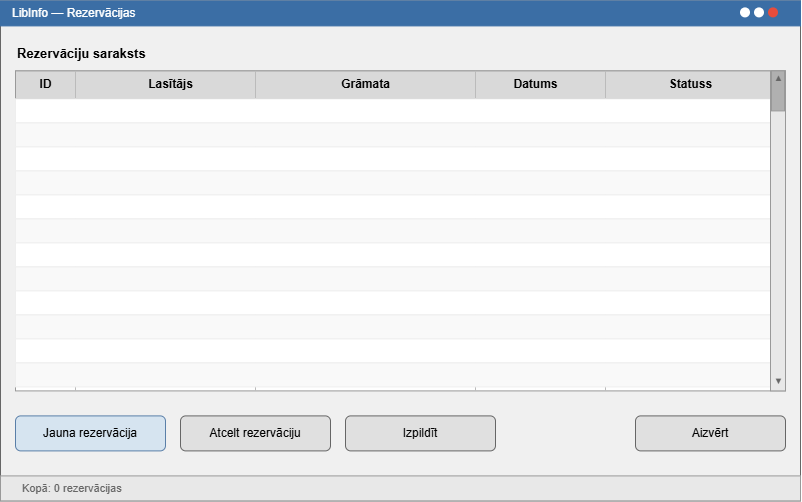 LibInfo — Rezervācijas
Rezervāciju saraksts
ID Lasītājs Grāmata Datums Statuss
Jauna rezervācija Atcelt rezervāciju Izpildīt Aizvērt
Kopā: 0 rezervācijas